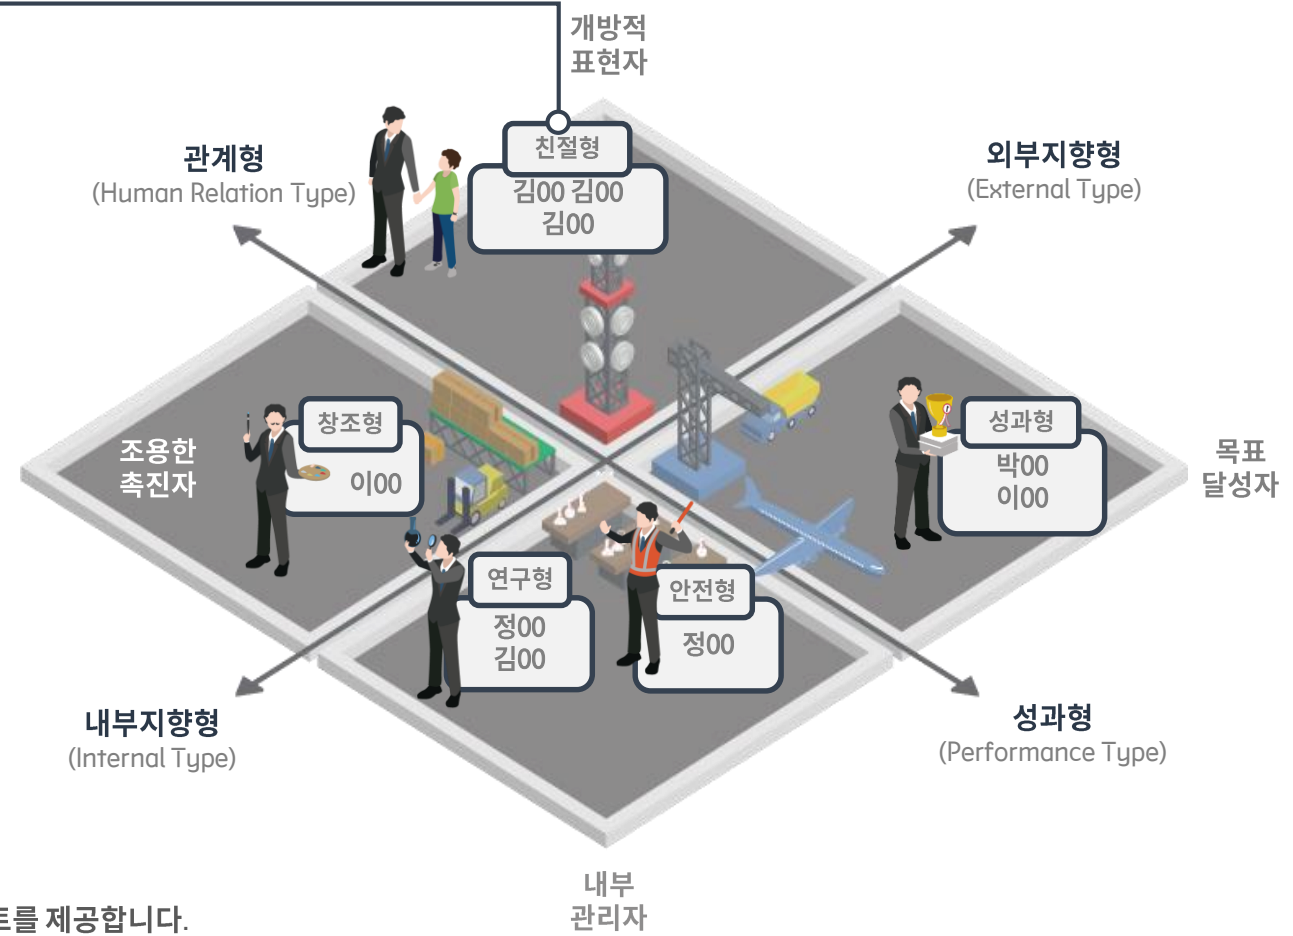 개방적
표현자
관계형
(Human Relation Type)
친절형
김00 김00
김00
외부지향형
(External Type)
조용한
촉진자
창조형
이00
성과형
박00
이00
목표
달성자
연구형
정00
김00
안전형
정00
내부지향형
(Internal Type)
성과형
(Performance Type)
내부
관리자
트를 제공합니다.